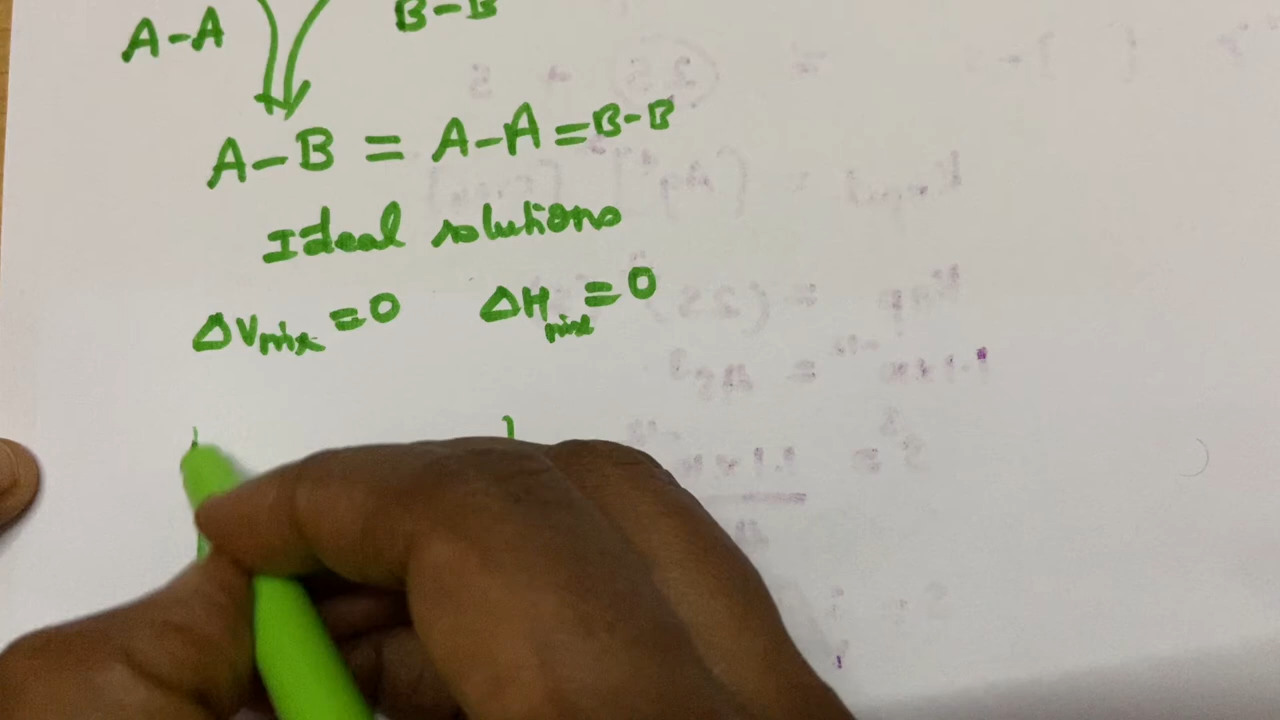 A-A B-B
A-B = A-A = B-B
Ideal solutions
ΔVmix = 0 ΔHmix = 0